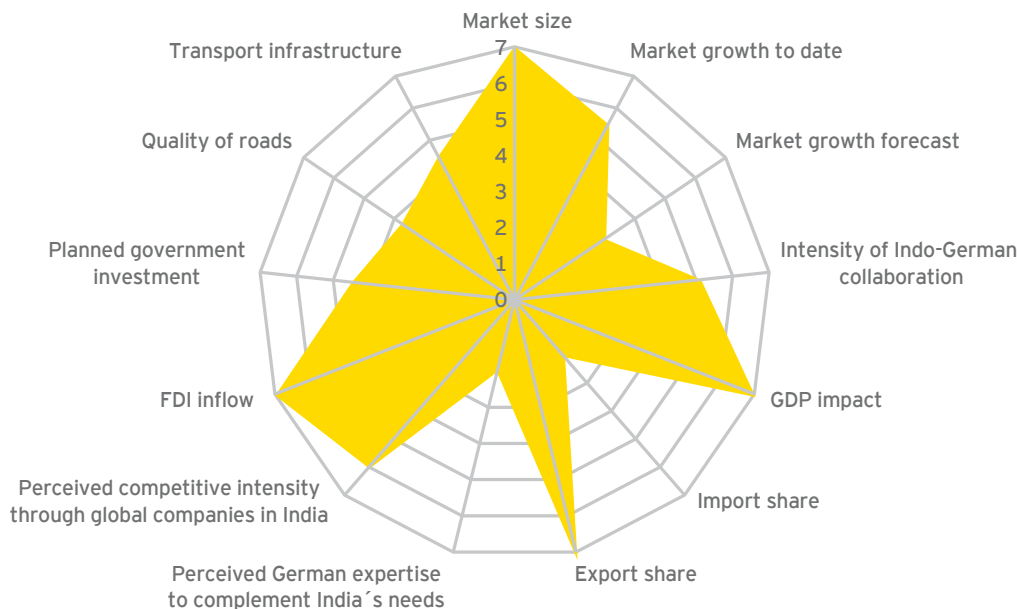 Market size
Market growth to date
Market growth forecast
Intensity of Indo-German
collaboration
GDP impact
Import share
Export share
Perceived German expertise
to complement India´s needs
Perceived competitive intensity
through global companies in India
FDI inflow
Planned government
investment
Quality of roads
Transport infrastructure
7
6
5
4
3
2
1
0